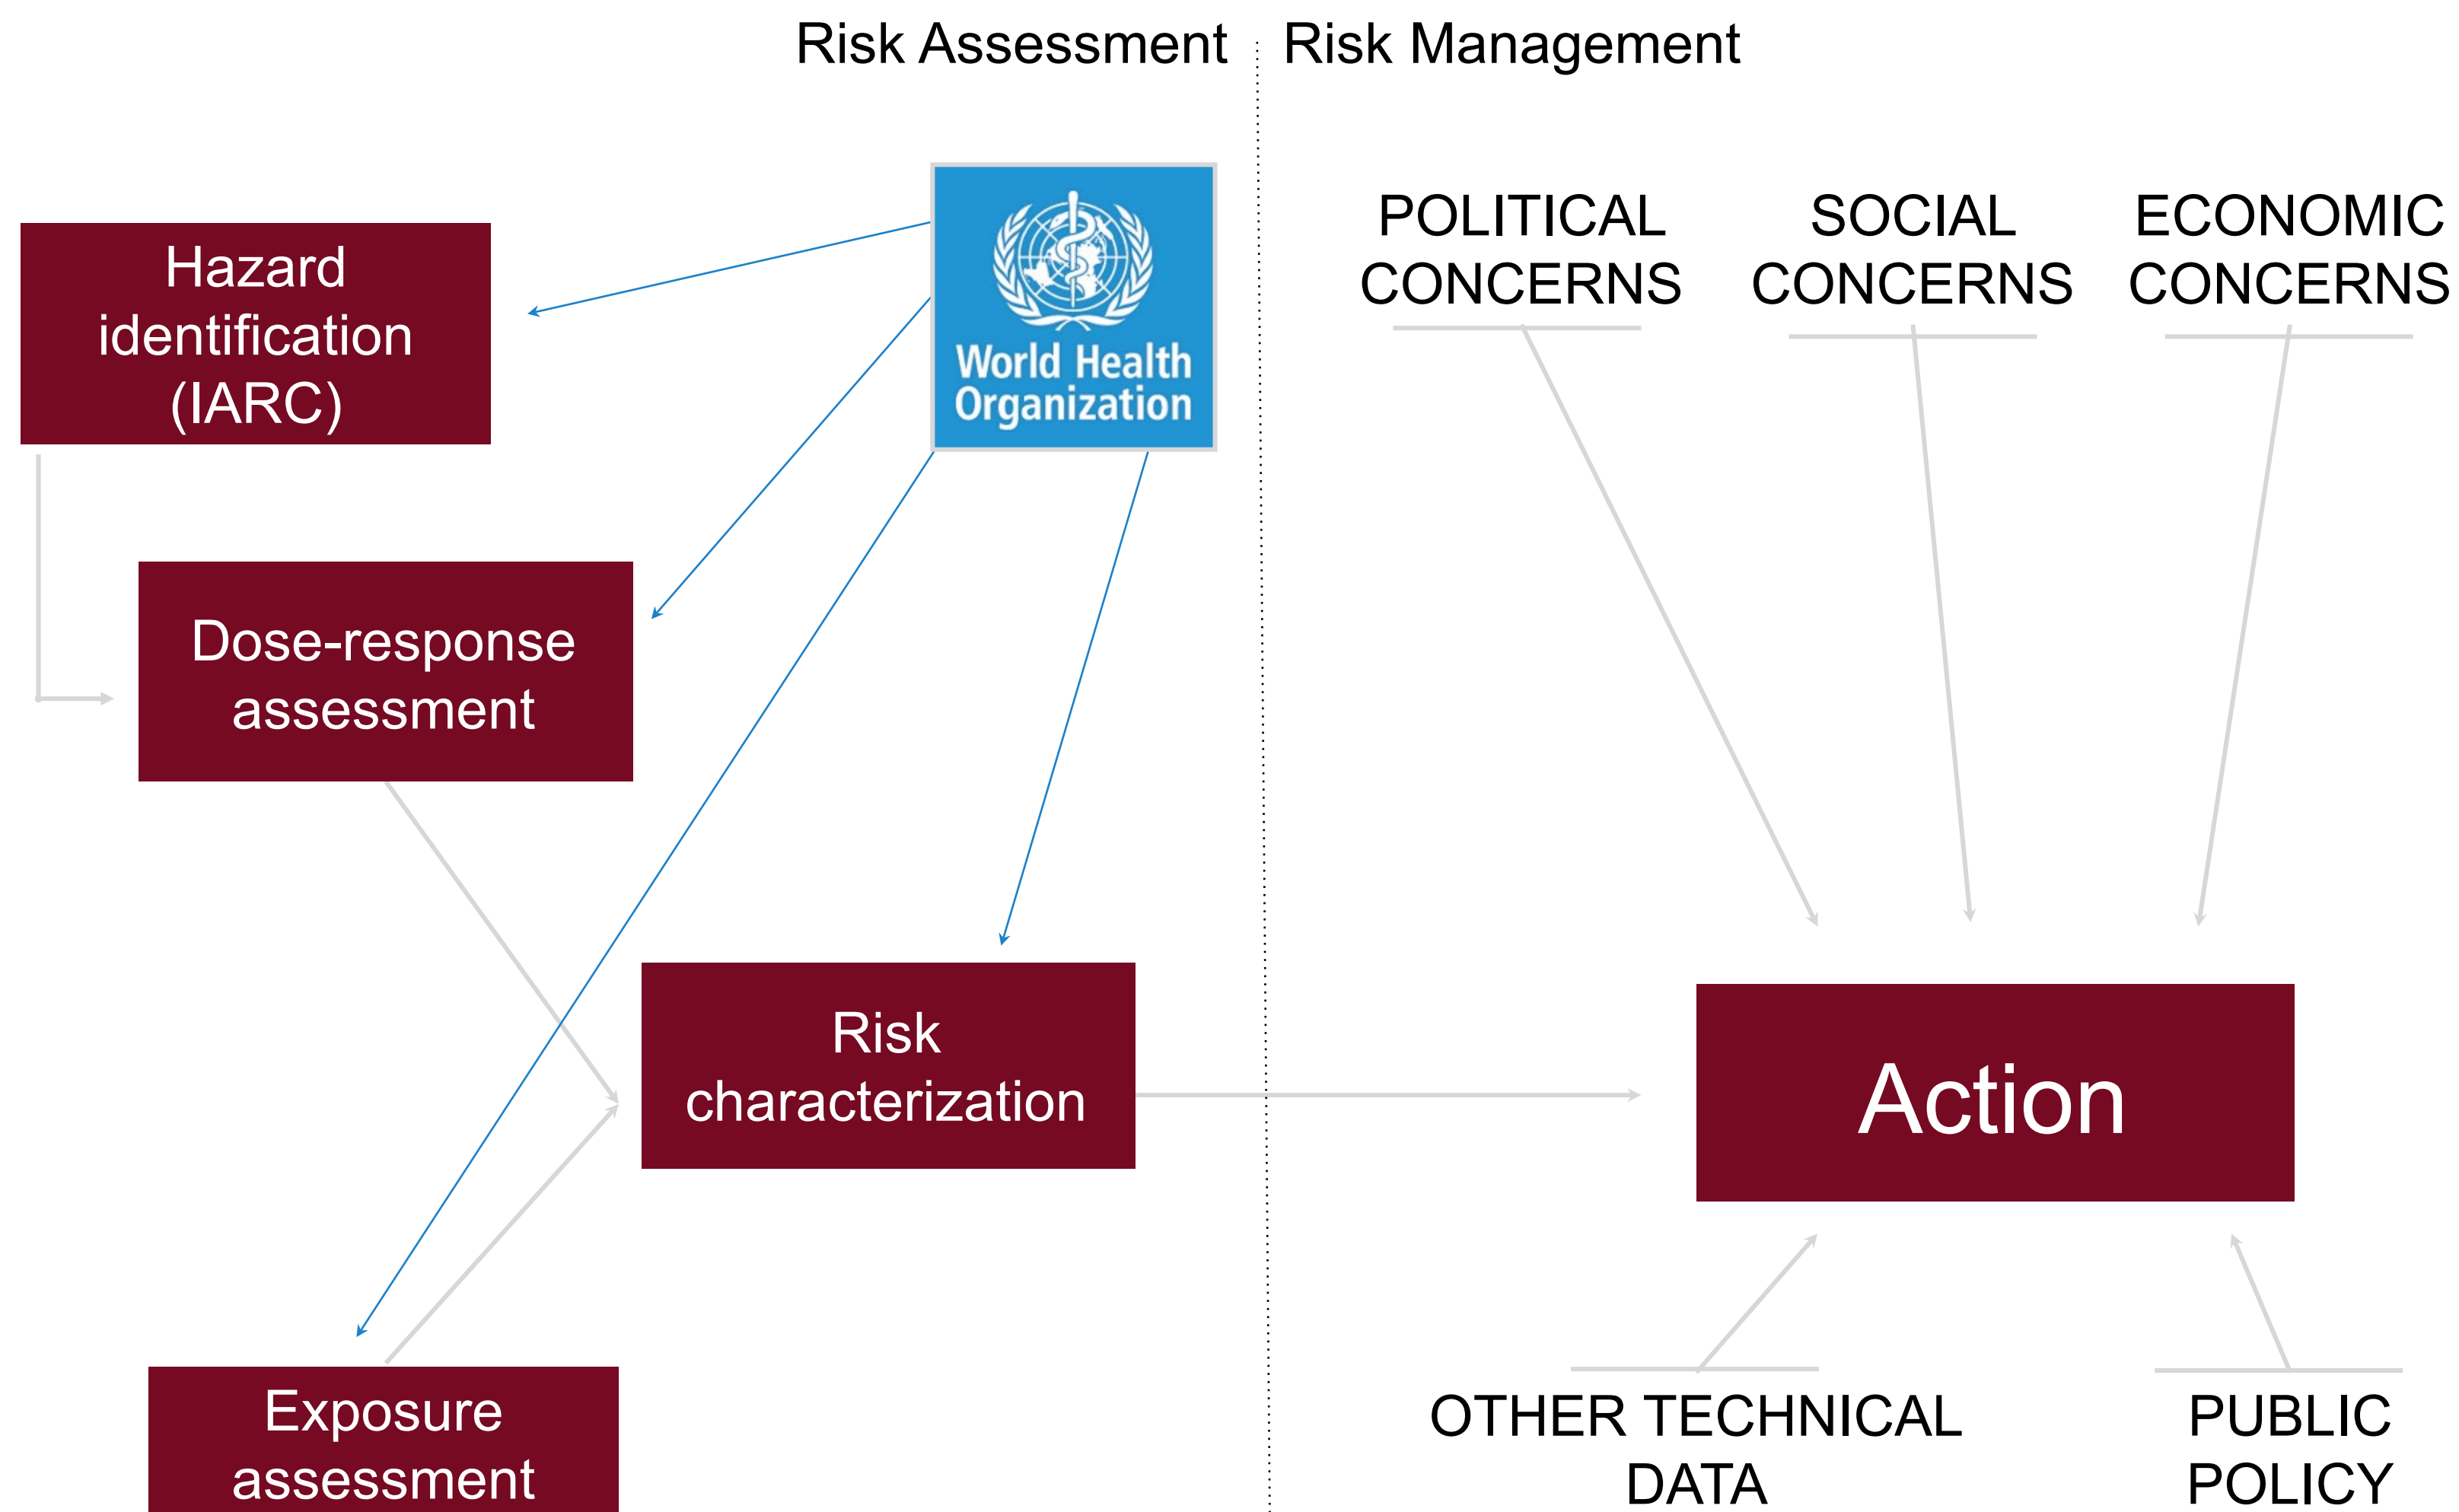 Risk Assessment
Risk Management
Hazard
identification
(IARC)
World Health
Organization
POLITICAL
CONCERNS
SOCIAL
CONCERNS
ECONOMIC
CONCERNS
Dose-response
assessment
Risk
characterization
Action
Exposure
assessment
OTHER TECHNICAL
DATA
PUBLIC
POLICY